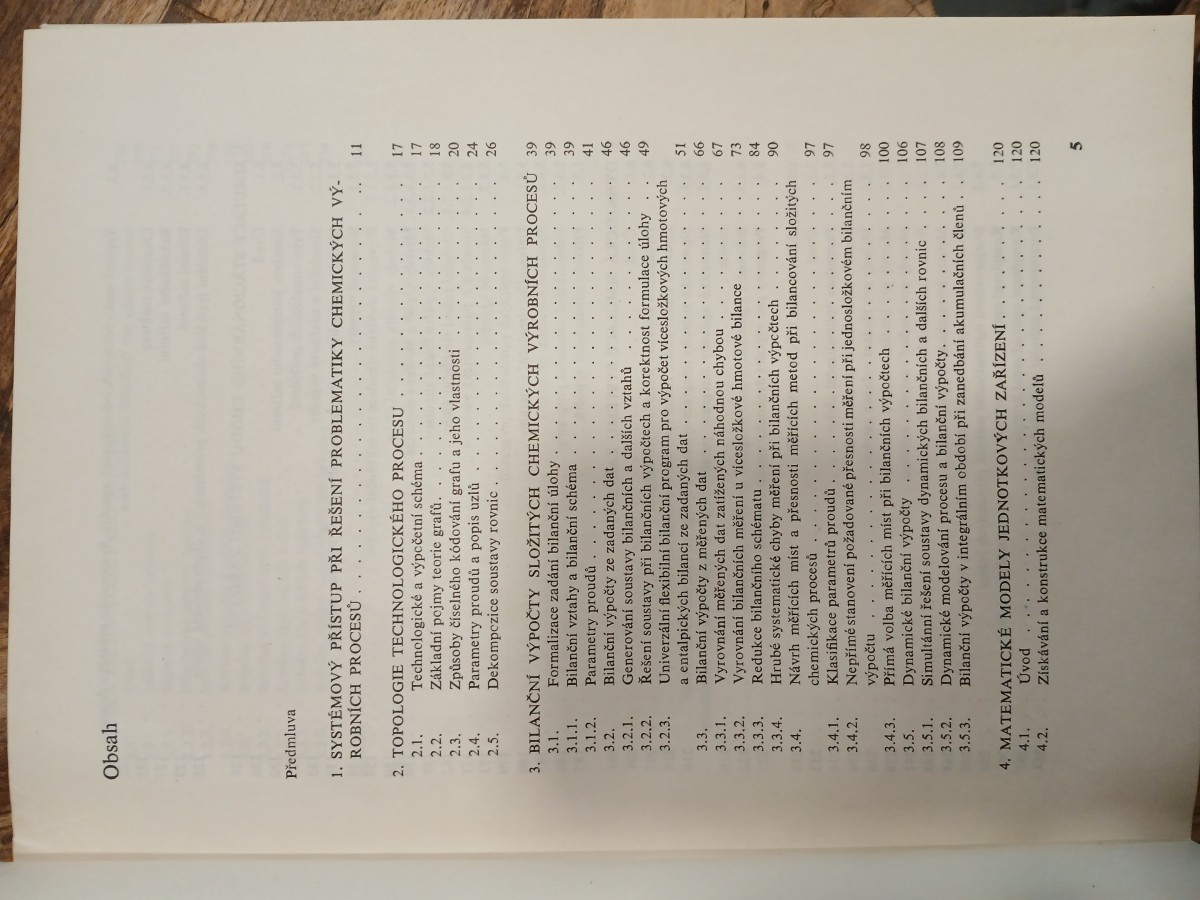 Obsah
Předmluva
1. SYSTÉMOVÝ PŘÍSTUP PŘI ŘEŠENÍ PROBLEMATIKY CHEMICKÝCH VÝ-
ROBNÍCH PROCESŮ . . . . . . . . . . . . . . . . . . . . . . 11
2. TOPOLOGIE TECHNOLOGICKÉHO PROCESU . . . . . . . . . . . . 17
2.1. Technologické a výpočetní schéma . . . . . . . . . . . . . . . . 17
2.2. Základní pojmy teorie grafů . . . . . . . . . . . . . . . . . . 18
2.3. Způsoby číselného kódování grafu a jeho vlastnosti . . . . . . . . . 20
2.4. Parametry proudů a popis uzlů . . . . . . . . . . . . . . . . . 24
2.5. Dekompczice soustavy rovnic . . . . . . . . . . . . . . . . . 26
3. BILANČNÍ VÝPOČTY SLOŽITÝCH CHEMICKÝCH VÝROBNÍCH PROCESŮ 39
3.1. Formalizace zadání bilanční úlohy . . . . . . . . . . . . . . . . 39
3.1.1. Bilanční vztahy a bilanční schéma . . . . . . . . . . . . . . . . 39
3.1.2. Parametry proudů . . . . . . . . . . . . . . . . . . . . . . 41
3.2. Bilanční výpočty ze zadaných dat . . . . . . . . . . . . . . . . 46
3.2.1. Generování soustavy bilančních a dalších vztahů . . . . . . . . . . 46
3.2.2. Řešení soustavy při bilančních výpočtech a korektnost formulace úlohy . . 49
3.2.3. Univerzální flexibilní bilanční program pro výpočet vícesložkových hmotových
a entalpických bilancí ze zadaných dat . . . . . . . . . . . . . . 51
3.3. Bilanční výpočty z měřených dat . . . . . . . . . . . . . . . . 66
3.3.1. Vyrovnání měřených dat zatížených náhodnou chybou . . . . . . . . 67
3.3.2. Vyrovnání bilančních měření u vícesložkové hmotové bilance . . . . . . 73
3.3.3. Redukce bilančního schématu . . . . . . . . . . . . . . . . . 84
3.3.4. Hrubé systematické chyby měření při bilančních výpcčtech . . . . . . 90
3.4. Návrh měřících míst a přesnosti měřících metod při bilancování složitých
chemických procesů . . . . . . . . . . . . . . . . . . . . . 97
3.4.1. Klasifikace parametrů proudů . . . . . . . . . . . . . . . . . 97
3.4.2. Nepřímé stanovení požadované přesnosti měření při jednosložkovém bilančním
výpočtu . . . . . . . . . . . . . . . . . . . . . . . . . . 98
3.4.3. Přímá volba měřících míst při bilančních výpočtech . . . . . . . . . 100
3.5. Dynamické bilanční výpočty . . . . . . . . . . . . . . . . . . 106
3.5.1. Simultánní řešení soustavy dynamických bilančních a dalších rovnic . . . . 107
3.5.2. Dynamické modelování procesu a bilanční výpočty . . . . . . . . . 108
3.5.3. Bilanční výpočty v integrálním období při zanedbání akumulačních členů . . 109
4. MATEMATICKÉ MODELY JEDNOTKOVÝCH ZAŘÍZENÍ . . . . . . . . 120
4.1. Úvod . . . . . . . . . . . . . . . . . . . . . . . . . . . 120
4.2. Získávání a konstrukce matematických modelů . . . . . . . . . . . 120
5